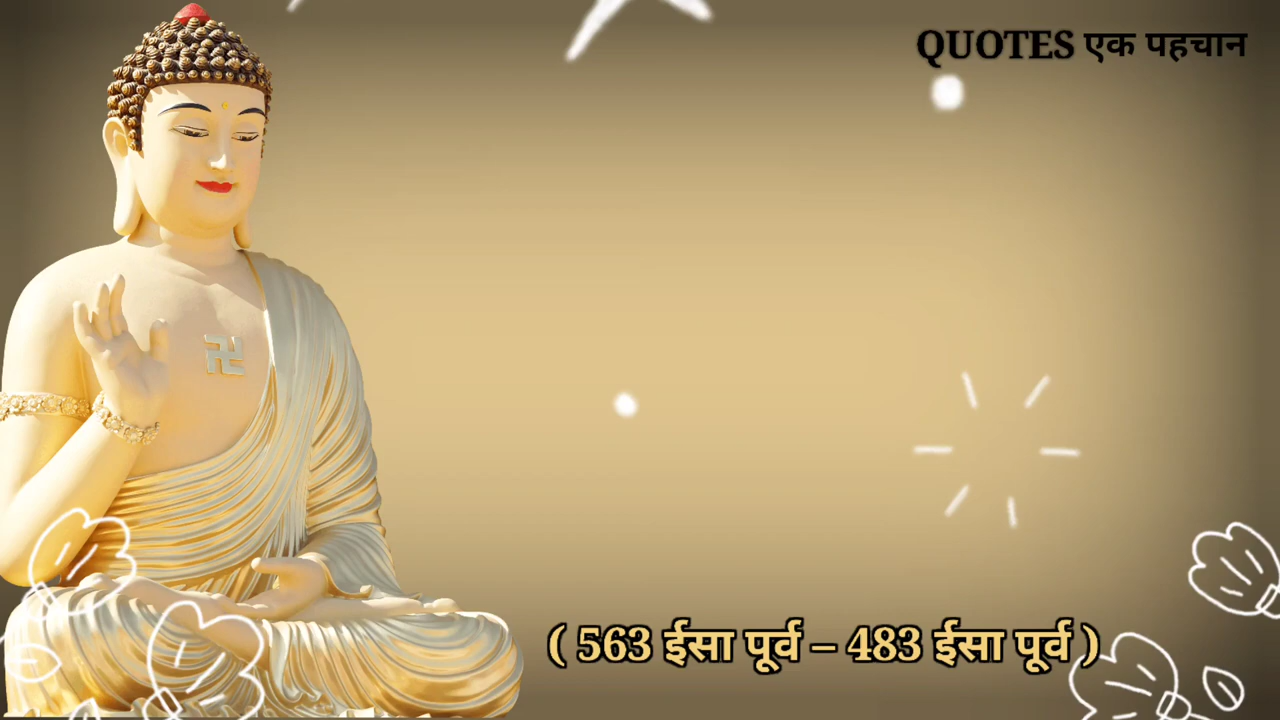 QUOTES एक पहचान
( 563 ईसा पूर्व – 483 ईसा पूर्व )